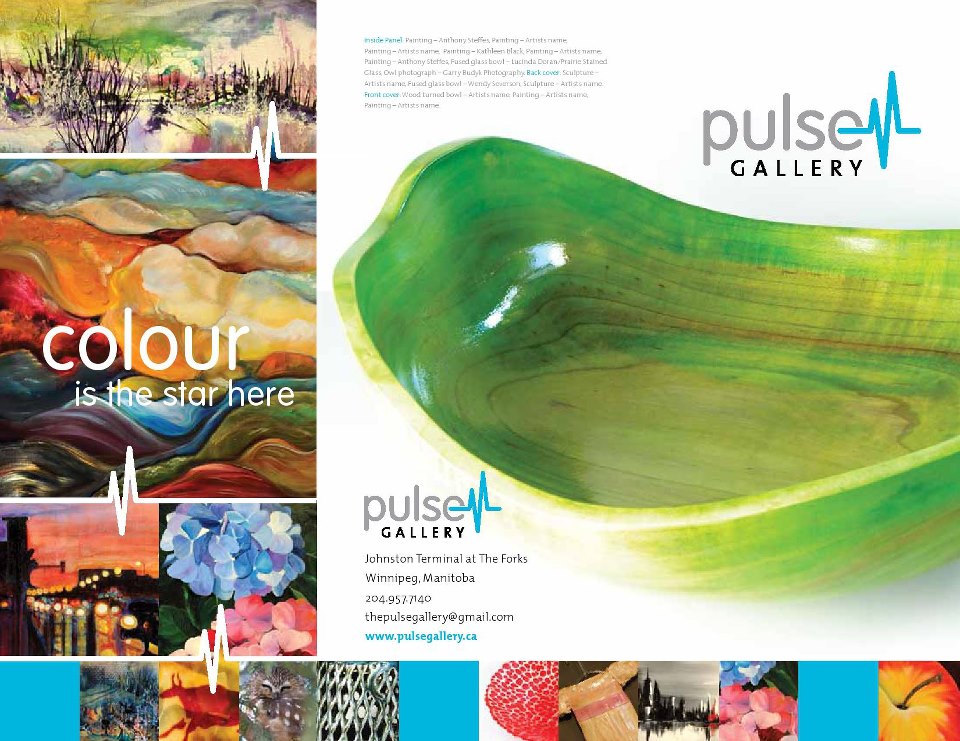 Inside Panel: Painting – Anthony Steffes, Painting – Artists name,
Painting – Artists name, Painting – Kathleen Black, Painting – Artists name,
Painting – Anthony Steffes, Fused glass bowl – Lucinda Doran/Prairie Stained
Glass, Owl photograph – Garry Budyk Photography. Back cover: Sculpture –
Artists name, Fused glass bowl – Wendy Seversen, Sculpture – Artists name.
Front cover: Wood turned bowl – Artists name Painting – Artists name,
Painting – Artists name
pulse
GALLERY
colour
is the star here
pulse
GALLERY
Johnston Terminal at The Forks
Winnipeg, Manitoba
204.957.7140
thepulsegallery@gmail.com
www.pulsegallery.ca